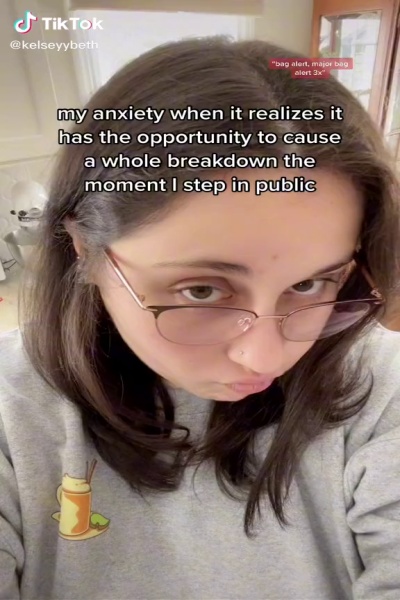 TikTok
@kelseyybeth
"bag alert, major bag
alert 3x"
my anxiety when it realizes it
has the opportunity to cause
a whole breakdown the
moment I step in public